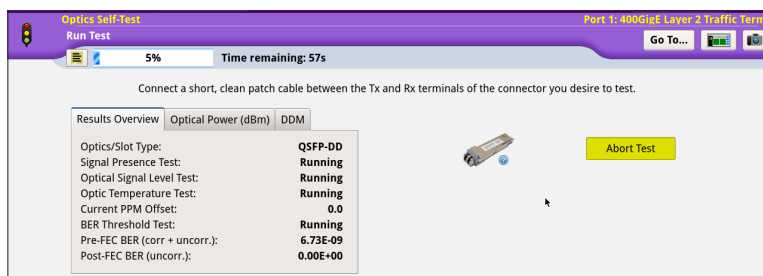 Optics Self-Test
Port 1: 400GigE Layer 2 Traffic Term
Run Test
Go To...
5%
Time remaining: 57s
Connect a short, clean patch cable between the Tx and Rx terminals of the connector you desire to test.
Results Overview
Optical Power (dBm)
DDM
Optics/Slot Type: QSFP-DD
Signal Presence Test: Running
Optical Signal Level Test: Running
Optic Temperature Test: Running
Current PPM Offset: 0.0
BER Threshold Test: Running
Pre-FEC BER (corr + uncorr.): 6.73E-09
Post-FEC BER (uncorr.): 0.00E+00
Abort Test